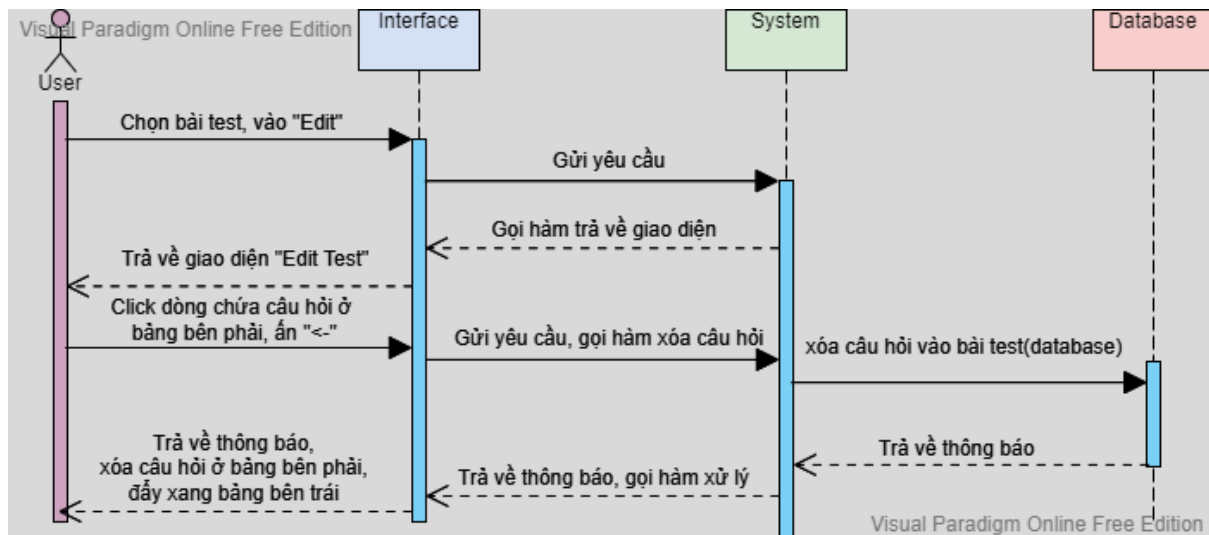 Visual Paradigm Online Free Edition
Interface
System
Database
User
Chọn bài test, vào "Edit"
Gửi yêu cầu
Gọi hàm trả về giao diện
Trả về giao diện "Edit Test"
Click dòng chứa câu hỏi ở
bảng bên phải, ấn "<-"
Gửi yêu cầu, gọi hàm xóa câu hỏi
xóa câu hỏi vào bài test(database)
Trả về thông báo,
xóa câu hỏi ở bảng bên phải,
đẩy xang bảng bên trái
Trả về thông báo
Trả về thông báo, gọi hàm xử lý
Visual Paradigm Online Free Edition